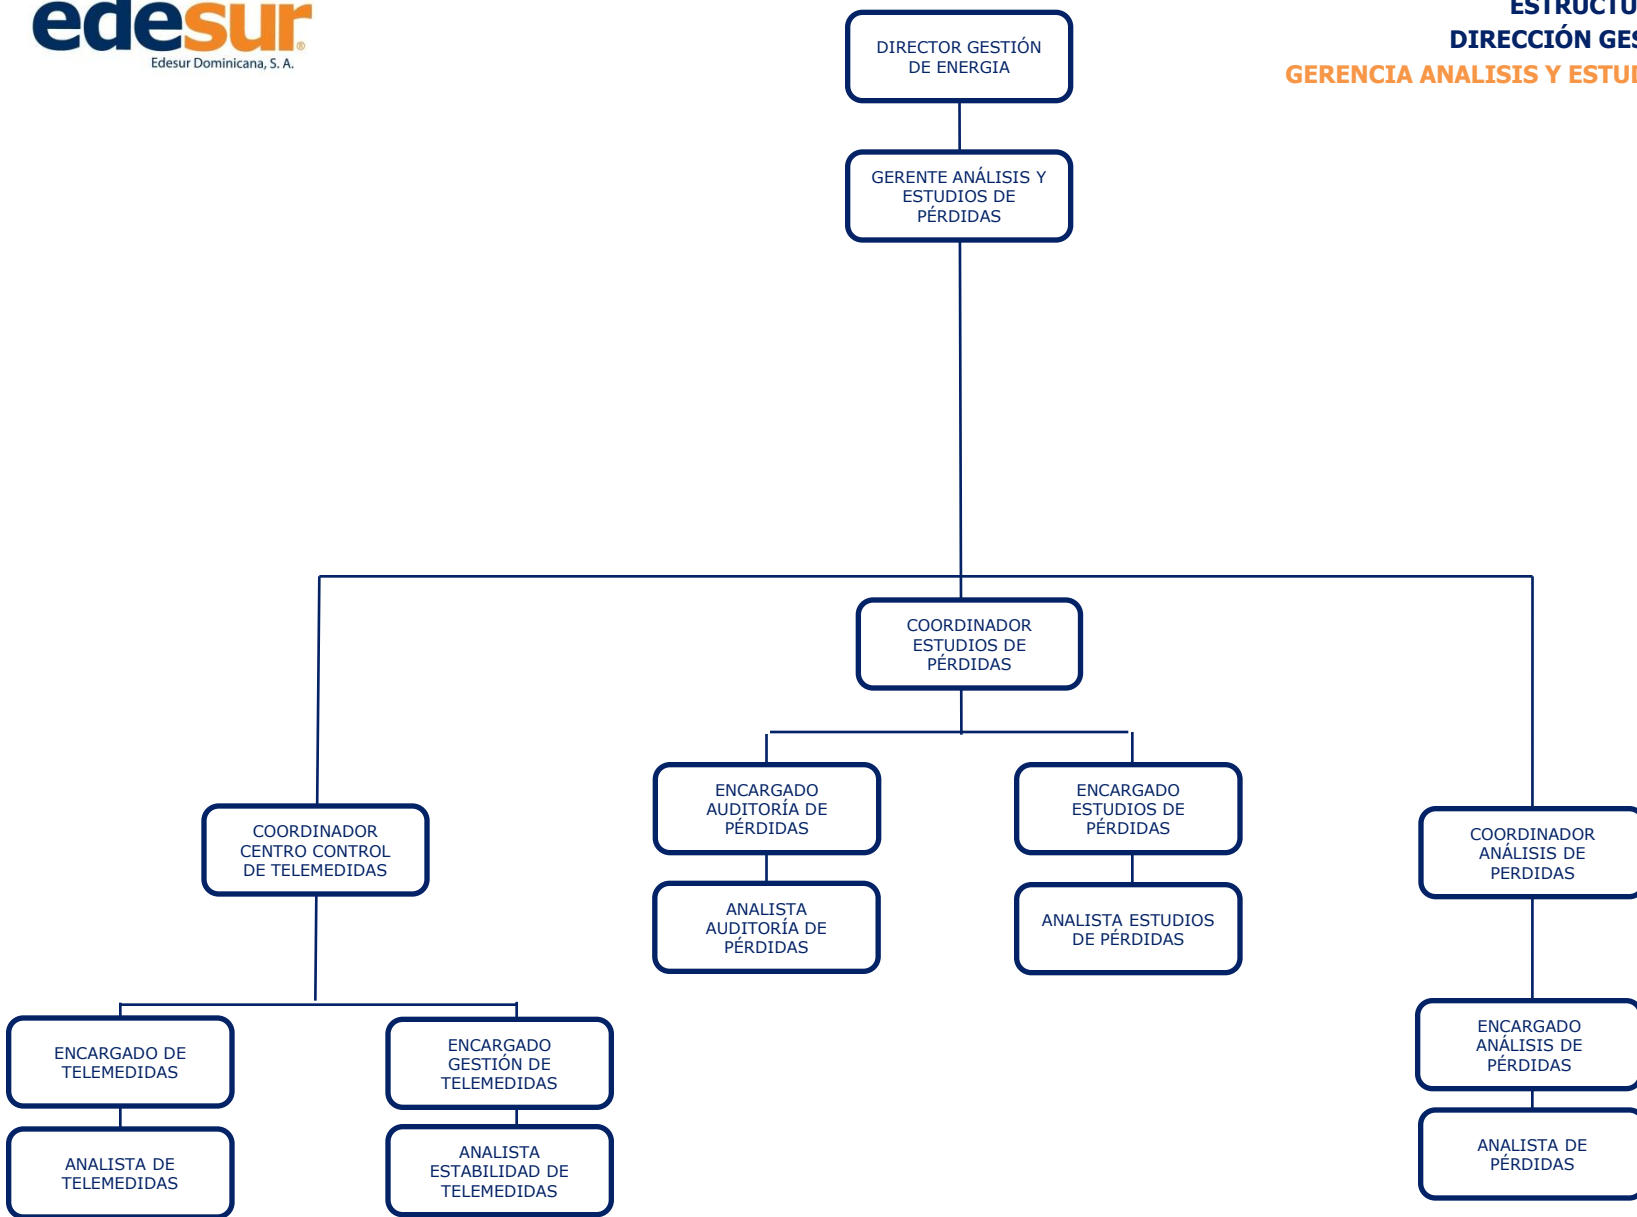 edesur
Edesur Dominicana, S. A.
DIRECCIÓN
GERENCIA ANALISIS Y
DIRECTOR GESTIÓN
DE ENERGIA
GERENTE ANÁLISIS Y
ESTUDIOS DE
PÉRDIDAS
COORDINADOR
ESTUDIOS DE
PÉRDIDAS
ENCARGADO
AUDITORÍA DE
PÉRDIDAS
ENCARGADO
ESTUDIOS DE
PÉRDIDAS
COORDINADOR
CENTRO CONTROL
DE TELEMEDIDAS
COORDINADOR
ANÁLISIS DE
PERDIDAS
ANALISTA
AUDITORÍA DE
PÉRDIDAS
ANALISTA ESTUDIOS
DE PÉRDIDAS
ENCARGADO DE
TELEMEDIDAS
ENCARGADO
GESTIÓN DE
TELEMEDIDAS
ENCARGADO
ANÁLISIS DE
PÉRDIDAS
ANALISTA DE
TELEMEDIDAS
ANALISTA
ESTABILIDAD DE
TELEMEDIDAS
ANALISTA DE
PÉRDIDAS